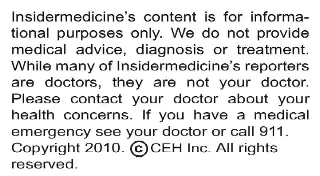 Insidermedicine's content is for informa-
tional purposes only. We do not provide
medical advice, diagnosis or treatment.
While many of Insidermedicine's reporters
are doctors, they are not your doctor.
Please contact your doctor about your
health concerns. If you have a medical
emergency see your doctor or call 911.
Copyright 2010. © CEH Inc. All rights
reserved.